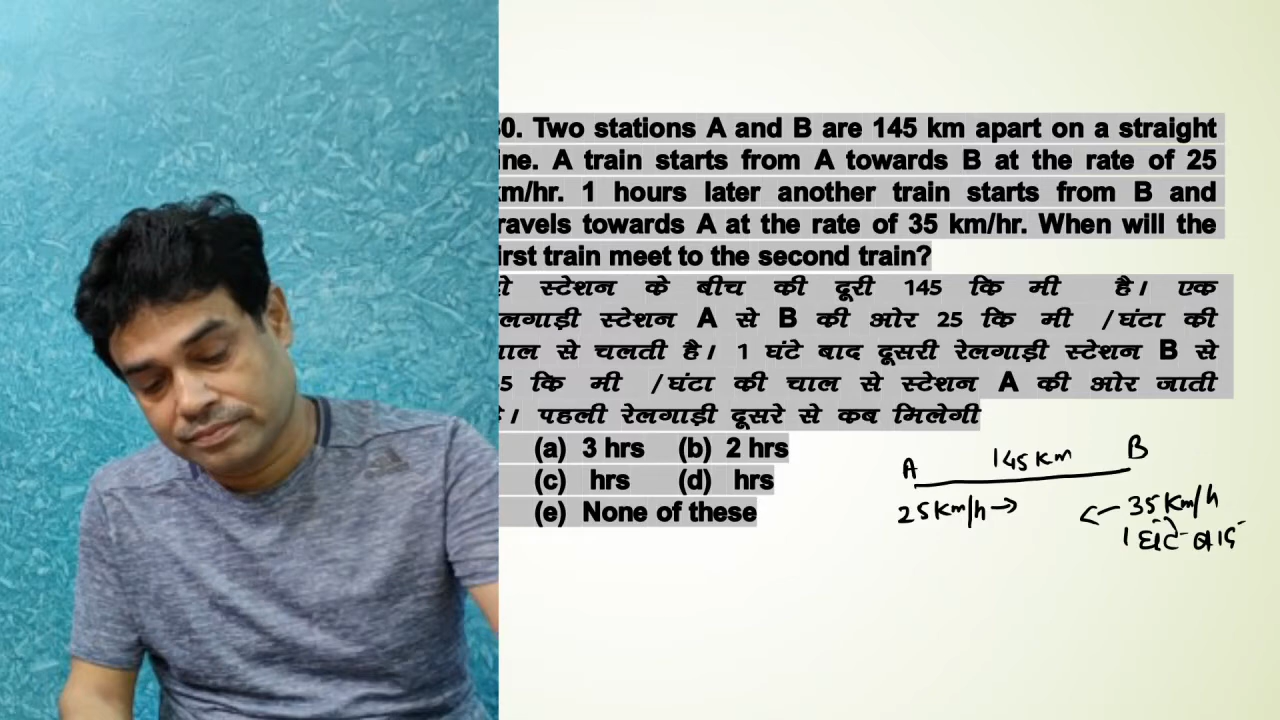 30. Two stations A and B are 145 km apart on a straight
ine. A train starts from A towards B at the rate of 25
km/hr. 1 hours later another train starts from B and
ravels towards A at the rate of 35 km/hr. When will the
irst train meet to the second train?
स्टेशन के बीच की दूरी 145 कि मी है। एक
लगाड़ी स्टेशन A से B की ओर 25 कि मी /घंटा की
ाल से चलती है। 1 घंटे बाद दूसरी रेलगाड़ी स्टेशन B से
5 कि मी /घंटा की चाल से स्टेशन A की ओर जाती
। पहली रेलगाड़ी दूसरे से कब मिलेगी
(a) 3 hrs (b) 2 hrs
(c) hrs (d) hrs
(e) None of these
A 145 Km B
25 Km/h → ← 35 Km/h
1 घंटे बाद